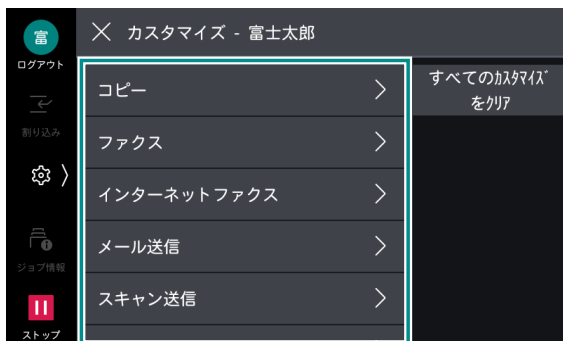 富
ログアウト
割り込み
ジョブ情報
ストップ
カスタマイズ - 富士太郎
コピー
ファクス
インターネットファクス
メール送信
スキャン送信
すべてのｶｽﾀﾏｲｽﾞ
をｸﾘｱ